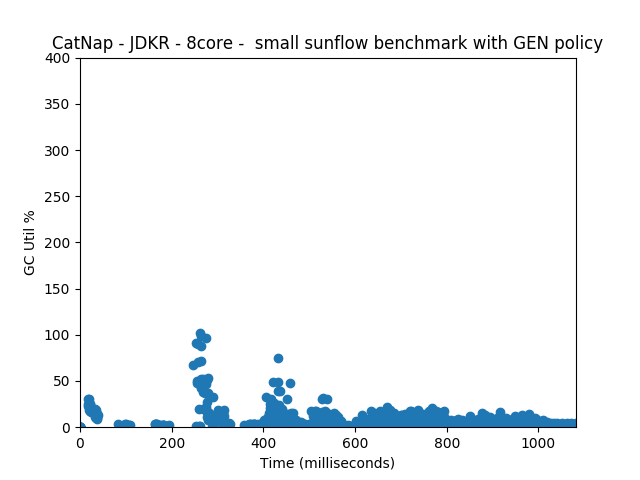 CatNap - JDKR - 8core -  small sunflow benchmark with GEN policy
400
350
300
250
200
150
100
50
0
GC Util %
0 200 400 600 800 1000
Time (milliseconds)